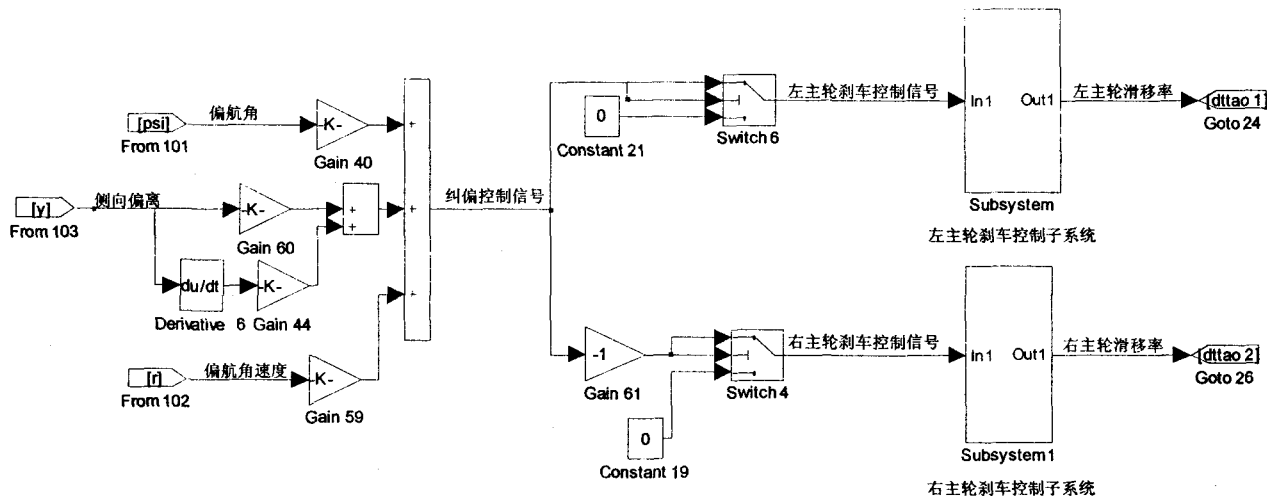 [psi]
From 101
偏航角
-K-
Gain 40
[y]
From 103
侧向偏离
-K-
Gain 60
+
+
du/dt
Derivative 6
-K-
Gain 44
[r]
From 102
偏航角速度
-K-
Gain 59
+
+
+
纠偏控制信号
0
Constant 21
Switch 6
左主轮刹车控制信号
In1
Out1
Subsystem
左主轮刹车控制子系统
左主轮滑移率
[dttao 1]
Goto 24
-1
Gain 61
0
Constant 19
Switch 4
右主轮刹车控制信号
In1
Out1
Subsystem1
右主轮刹车控制子系统
右主轮滑移率
[dttao 2]
Goto 26